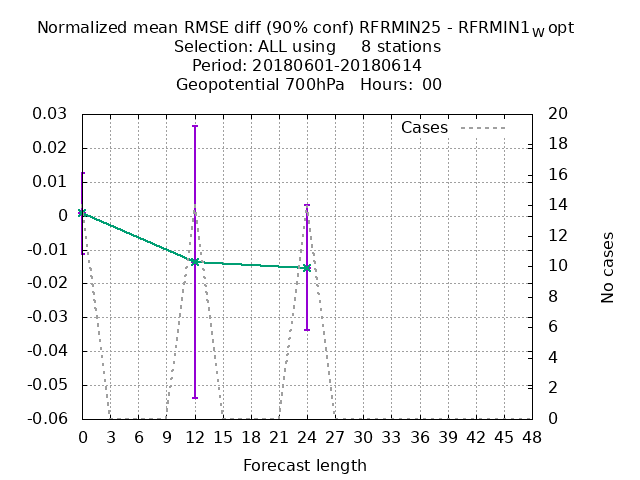 Normalized mean RMSE diff (90% conf) RFRMIN25 - RFRMIN1wopt
Selection: ALL using 8 stations
Period: 20180601-20180614
Geopotential 700hPa Hours: 00
Cases
0.03
0.02
0.01
0
-0.01
-0.02
-0.03
-0.04
-0.05
-0.06
20
18
16
14
12
10
8
6
4
2
0
No cases
0 3 6 9 12 15 18 21 24 27 30 33 36 39 42 45 48
Forecast length